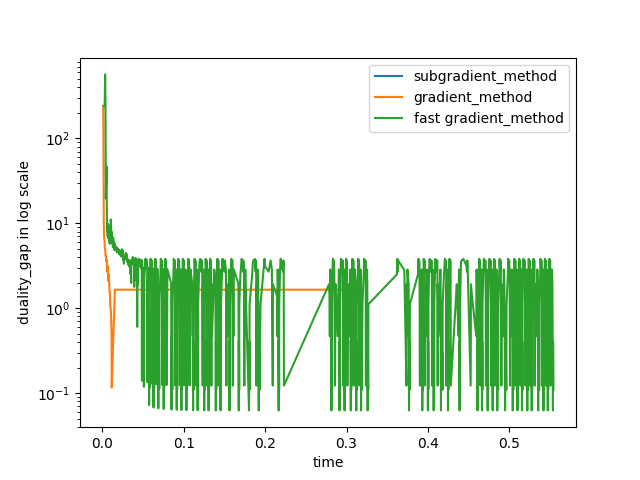 subgradient_method
gradient_method
fast gradient_method
duality_gap in log scale
10²
10¹
10⁰
10⁻¹
0.0 0.1 0.2 0.3 0.4 0.5
time